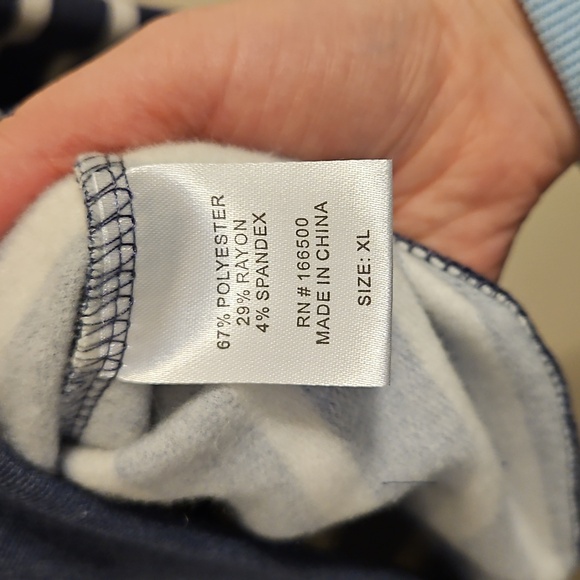 67% POLYESTER
29% RAYON
4% SPANDEX
RN # 166500
MADE IN CHINA
SIZE: XL